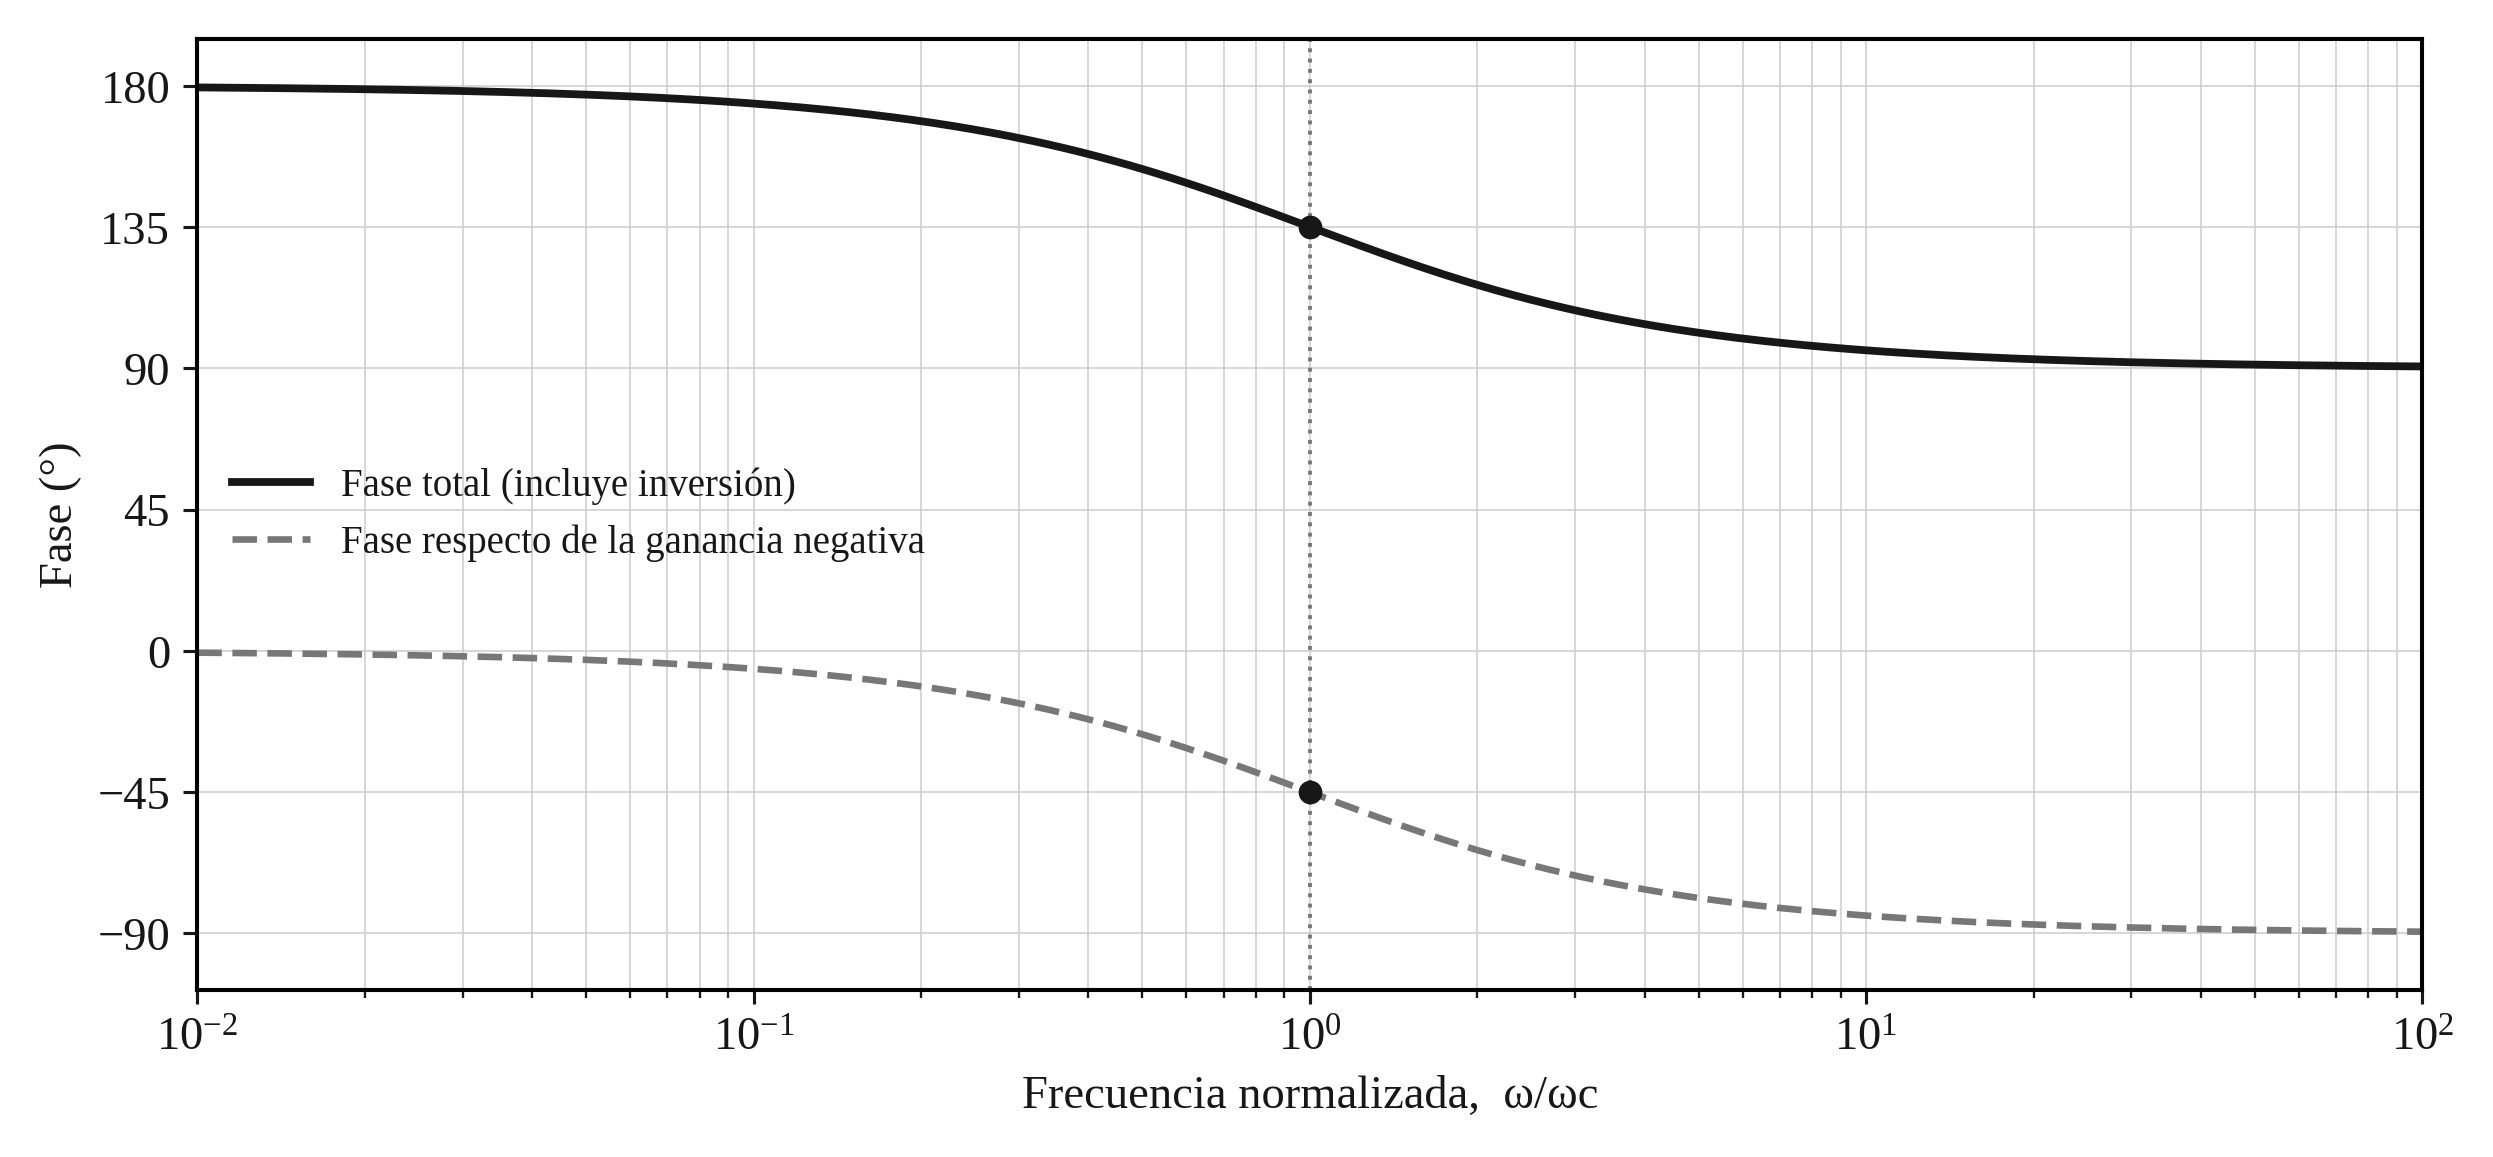 180
135
90
45
0
−45
−90
Fase (°)
Fase total (incluye inversión)
Fase respecto de la ganancia negativa
10⁻² 10⁻¹ 10⁰ 10¹ 10²
Frecuencia normalizada, ω/ωc